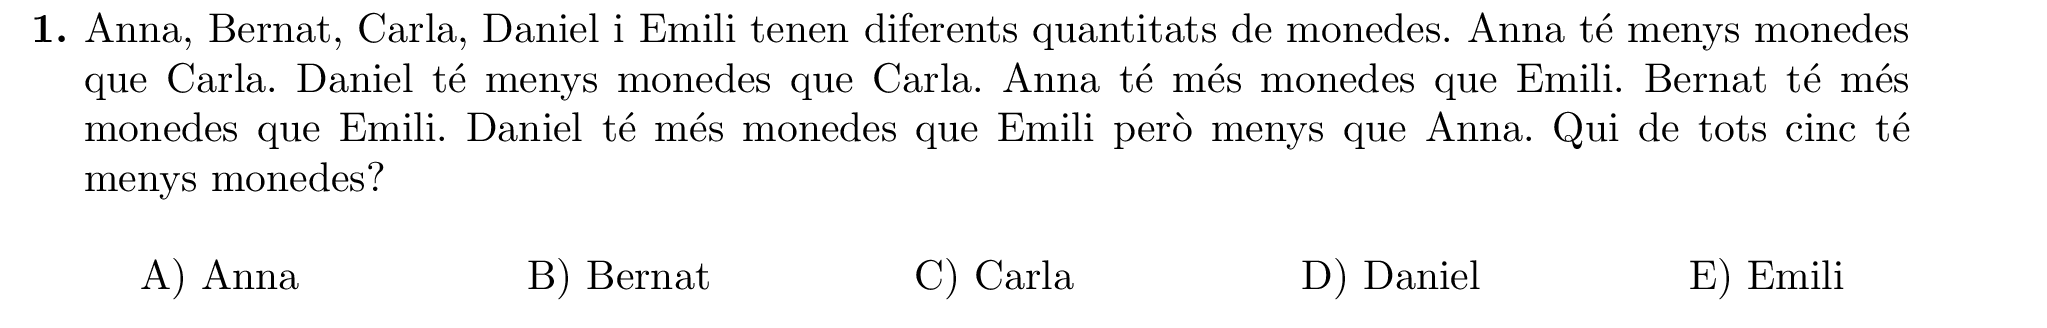 1. Anna, Bernat, Carla, Daniel i Emili tenen diferents quantitats de monedes. Anna té menys monedes
que Carla. Daniel té menys monedes que Carla. Anna té més monedes que Emili. Bernat té més
monedes que Emili. Daniel té més monedes que Emili però menys que Anna. Qui de tots cinc té
menys monedes?
A) Anna B) Bernat C) Carla D) Daniel E) Emili